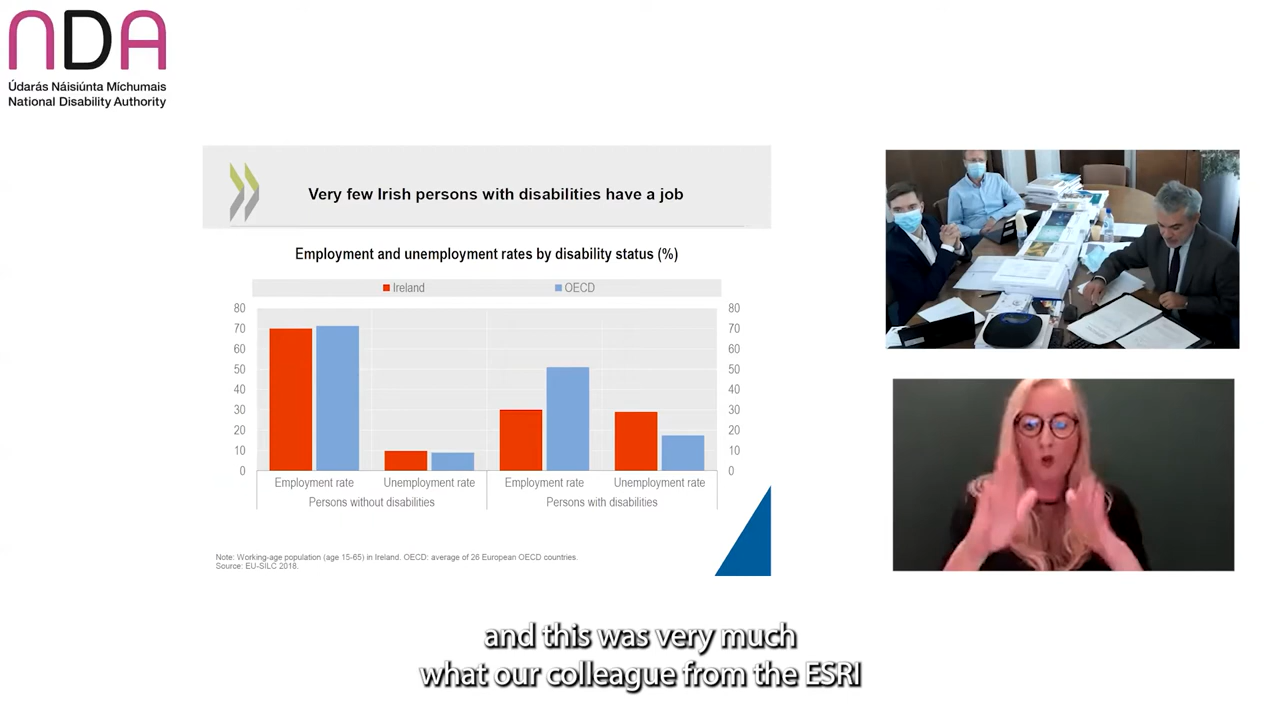 NDA
Údarás Náisiúnta Míchumais
National Disability Authority
Very few Irish persons with disabilities have a job
Employment and unemployment rates by disability status (%)
Ireland OECD
80 80
70 70
60 60
50 50
40 40
30 30
20 20
10 10
0 0
Employment rate Unemployment rate Employment rate Unemployment rate
Persons without disabilities Persons with disabilities
Note: Working-age population (age 15-65) in Ireland. OECD: average of 26 European OECD countries.
Source: EU-SILC 2018.
and this was very much
what our colleague from the ESRI